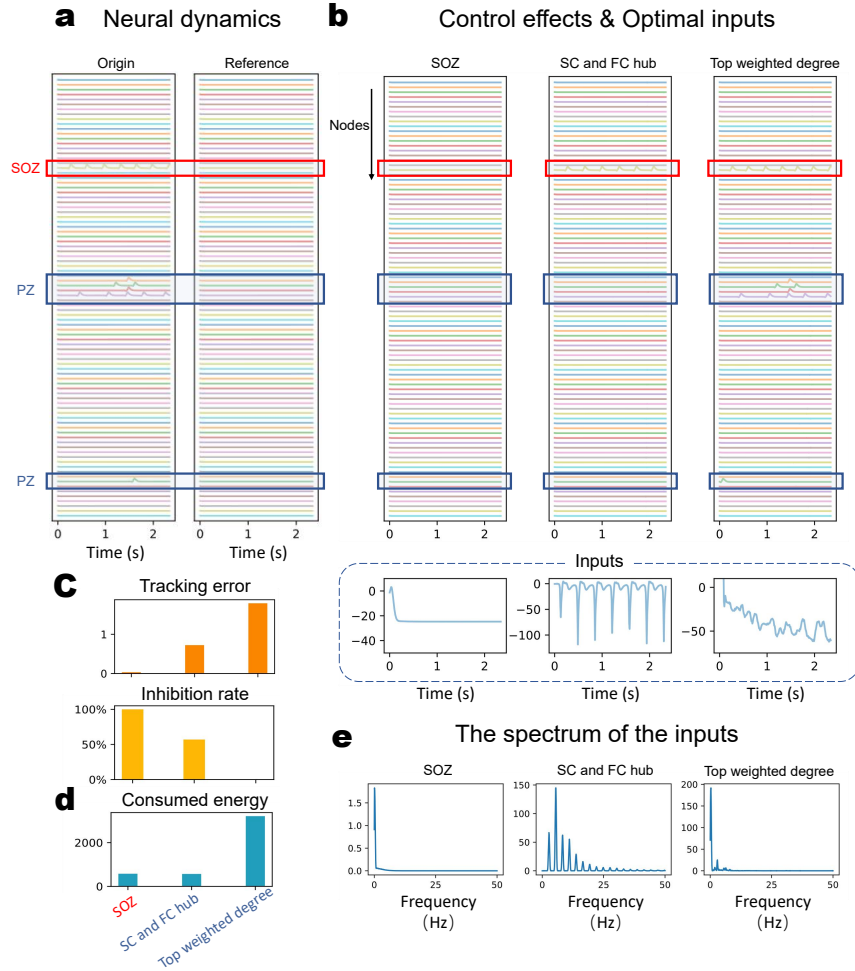 a Neural dynamics
b Control effects & Optimal inputs
Origin
Reference
SOZ
SC and FC hub
Top weighted degree
Nodes
SOZ
PZ
PZ
0 1 2
0 1 2
0 1 2
0 1 2
0 1 2
Time (s)
Time (s)
Inputs
0
−20
−40
0 1 2
Time (s)
0
−50
−100
0 1 2
Time (s)
0
−50
0 1 2
Time (s)
C
Tracking error
1
0
Inhibition rate
100%
50%
0%
d
Consumed energy
2000
0
SOZ
SC and FC hub
Top weighted degree
e The spectrum of the inputs
SOZ
1.5
1.0
0.5
0.0
0 25 50
Frequency
(Hz)
SC and FC hub
150
125
100
75
50
25
0
0 25 50
Frequency
(Hz)
Top weighted degree
200
150
100
50
0
0 25 50
Frequency
(Hz)